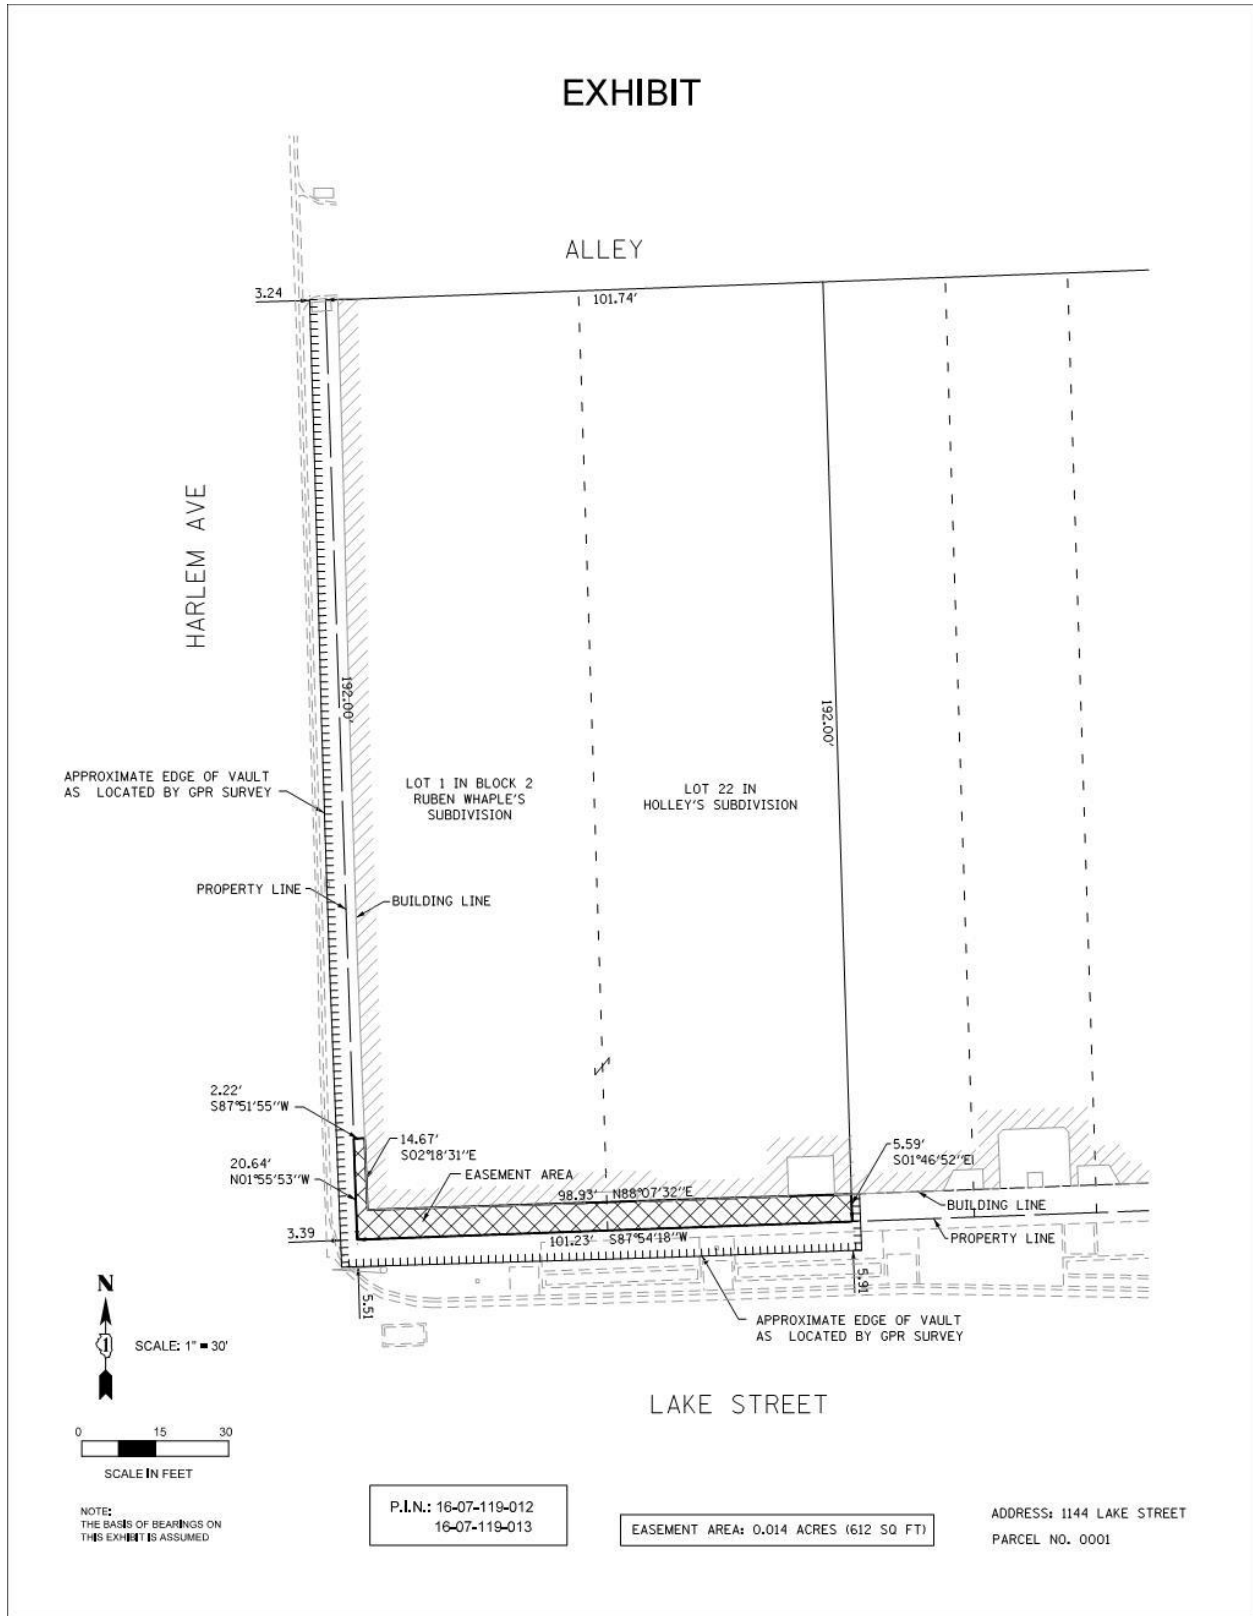 EXHIBIT
ALLEY
3.24
101.74'
HARLEM AVE
192.00'
192.00'
APPROXIMATE EDGE OF VAULT
AS LOCATED BY GPR SURVEY
LOT 1 IN BLOCK 2
RUBEN WHAPLE'S
SUBDIVISION
LOT 22 IN
HOLLEY'S SUBDIVISION
PROPERTY LINE
BUILDING LINE
2.22'
S87°51'55"W
14.67'
S02°18'31"E
20.64'
N01°55'53"W
EASEMENT AREA
5.59'
S01°46'52"E
98.93' N88°07'32"E
BUILDING LINE
3.39
101.23' S87°54'18"W
PROPERTY LINE
5.51
5.91
APPROXIMATE EDGE OF VAULT
AS LOCATED BY GPR SURVEY
N
1
SCALE: 1" = 30'
LAKE STREET
0 15 30
SCALE IN FEET
NOTE:
THE BASIS OF BEARINGS ON
THIS EXHIBIT IS ASSUMED
P.I.N.: 16-07-119-012
16-07-119-013
EASEMENT AREA: 0.014 ACRES (612 SQ FT)
ADDRESS: 1144 LAKE STREET
PARCEL NO. 0001